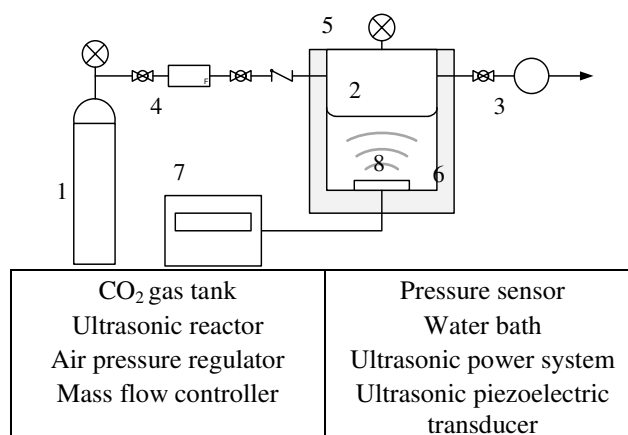 5
2
4
3
8
7
6
1
F
CO₂ gas tank
Ultrasonic reactor
Air pressure regulator
Mass flow controller
Pressure sensor
Water bath
Ultrasonic power system
Ultrasonic piezoelectric
transducer